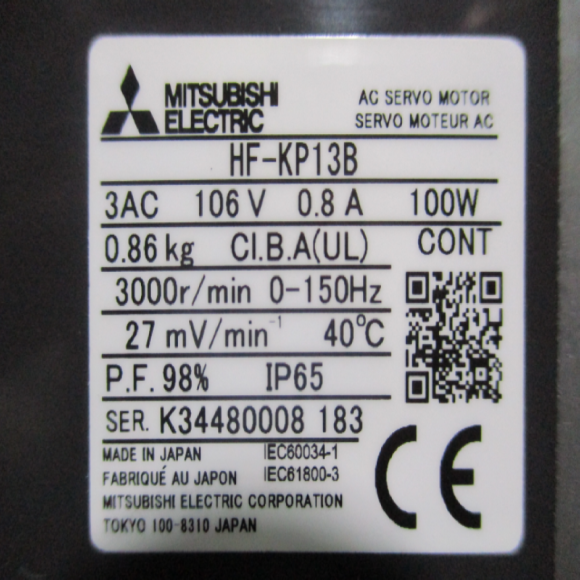 MITSUBISHI ELECTRIC
AC SERVO MOTOR
SERVO MOTEUR AC
HF-KP13B
3AC 106 V 0.8 A 100W
0.86 kg CI.B.A(UL) CONT
3000r/min 0-150Hz
27 mV/min⁻¹ 40℃
P.F. 98% IP65
SER. K34480008 183
MADE IN JAPAN IEC60034-1
FABRIQUÉ AU JAPON IEC61800-3
MITSUBISHI ELECTRIC CORPORATION
TOKYO 100-8310 JAPAN
CE